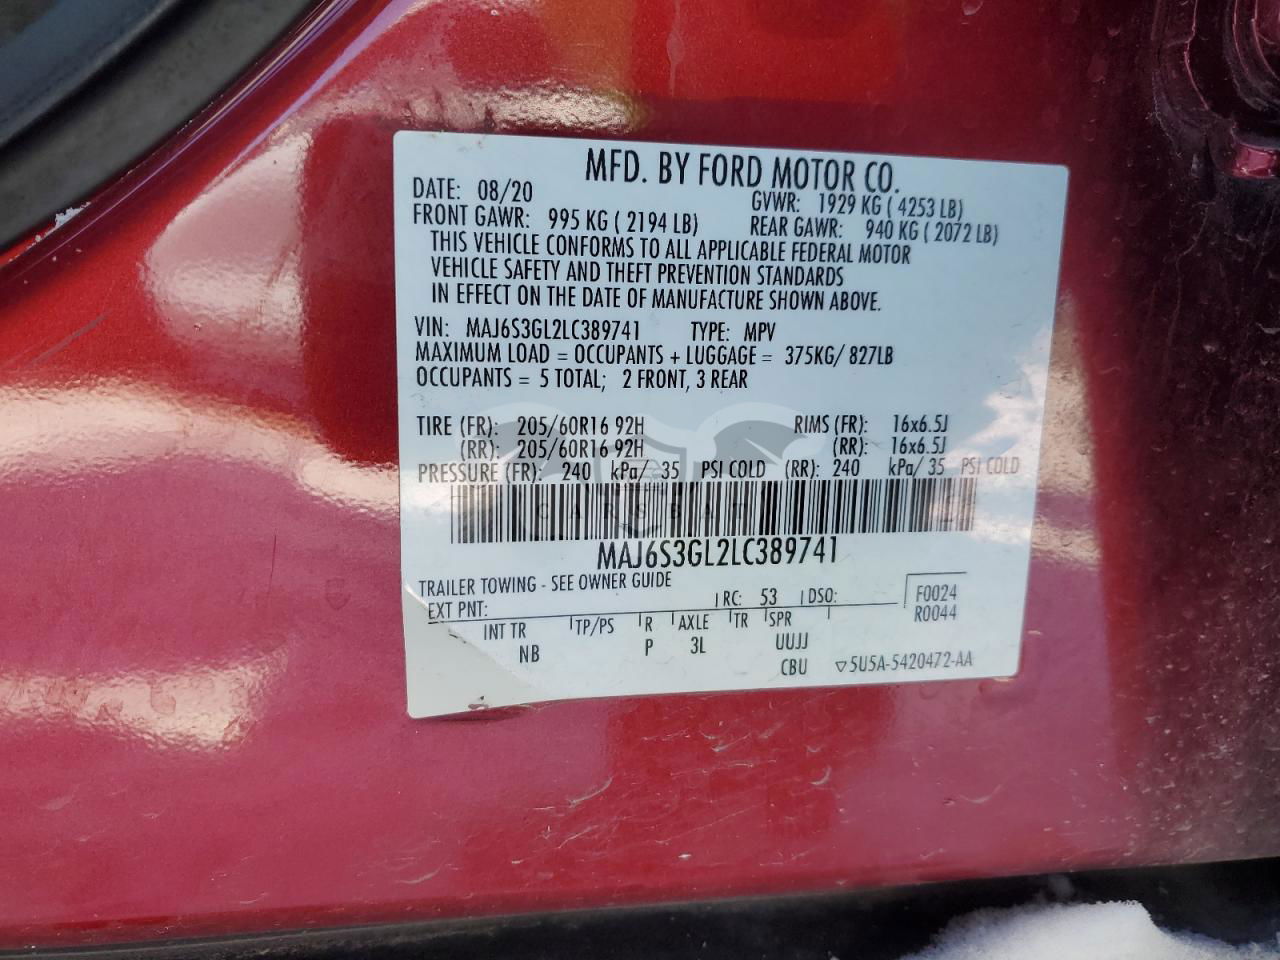 MFD. BY FORD MOTOR CO.
DATE: 08/20 GVWR: 1929 KG ( 4253 LB)
FRONT GAWR: 995 KG ( 2194 LB) REAR GAWR: 940 KG ( 2072 LB)
THIS VEHICLE CONFORMS TO ALL APPLICABLE FEDERAL MOTOR
VEHICLE SAFETY AND THEFT PREVENTION STANDARDS
IN EFFECT ON THE DATE OF MANUFACTURE SHOWN ABOVE.
VIN: MAJ6S3GL2LC389741 TYPE: MPV
MAXIMUM LOAD = OCCUPANTS + LUGGAGE = 375KG/ 827LB
OCCUPANTS = 5 TOTAL; 2 FRONT, 3 REAR
TIRE (FR): 205/60R16 92H RIMS (FR): 16x6.5J
(RR): 205/60R16 92H (RR): 16x6.5J
PRESSURE (FR): 240 kPa/ 35 PSI COLD (RR): 240 kPa/ 35 PSI COLD
MAJ6S3GL2LC389741
TRAILER TOWING - SEE OWNER GUIDE
EXT PNT: RC: 53 DSO: F0024
R0044
INT TR TP/PS R AXLE TR SPR
NB P 3L UUJJ
CBU ▽5U5A-5420472-AA